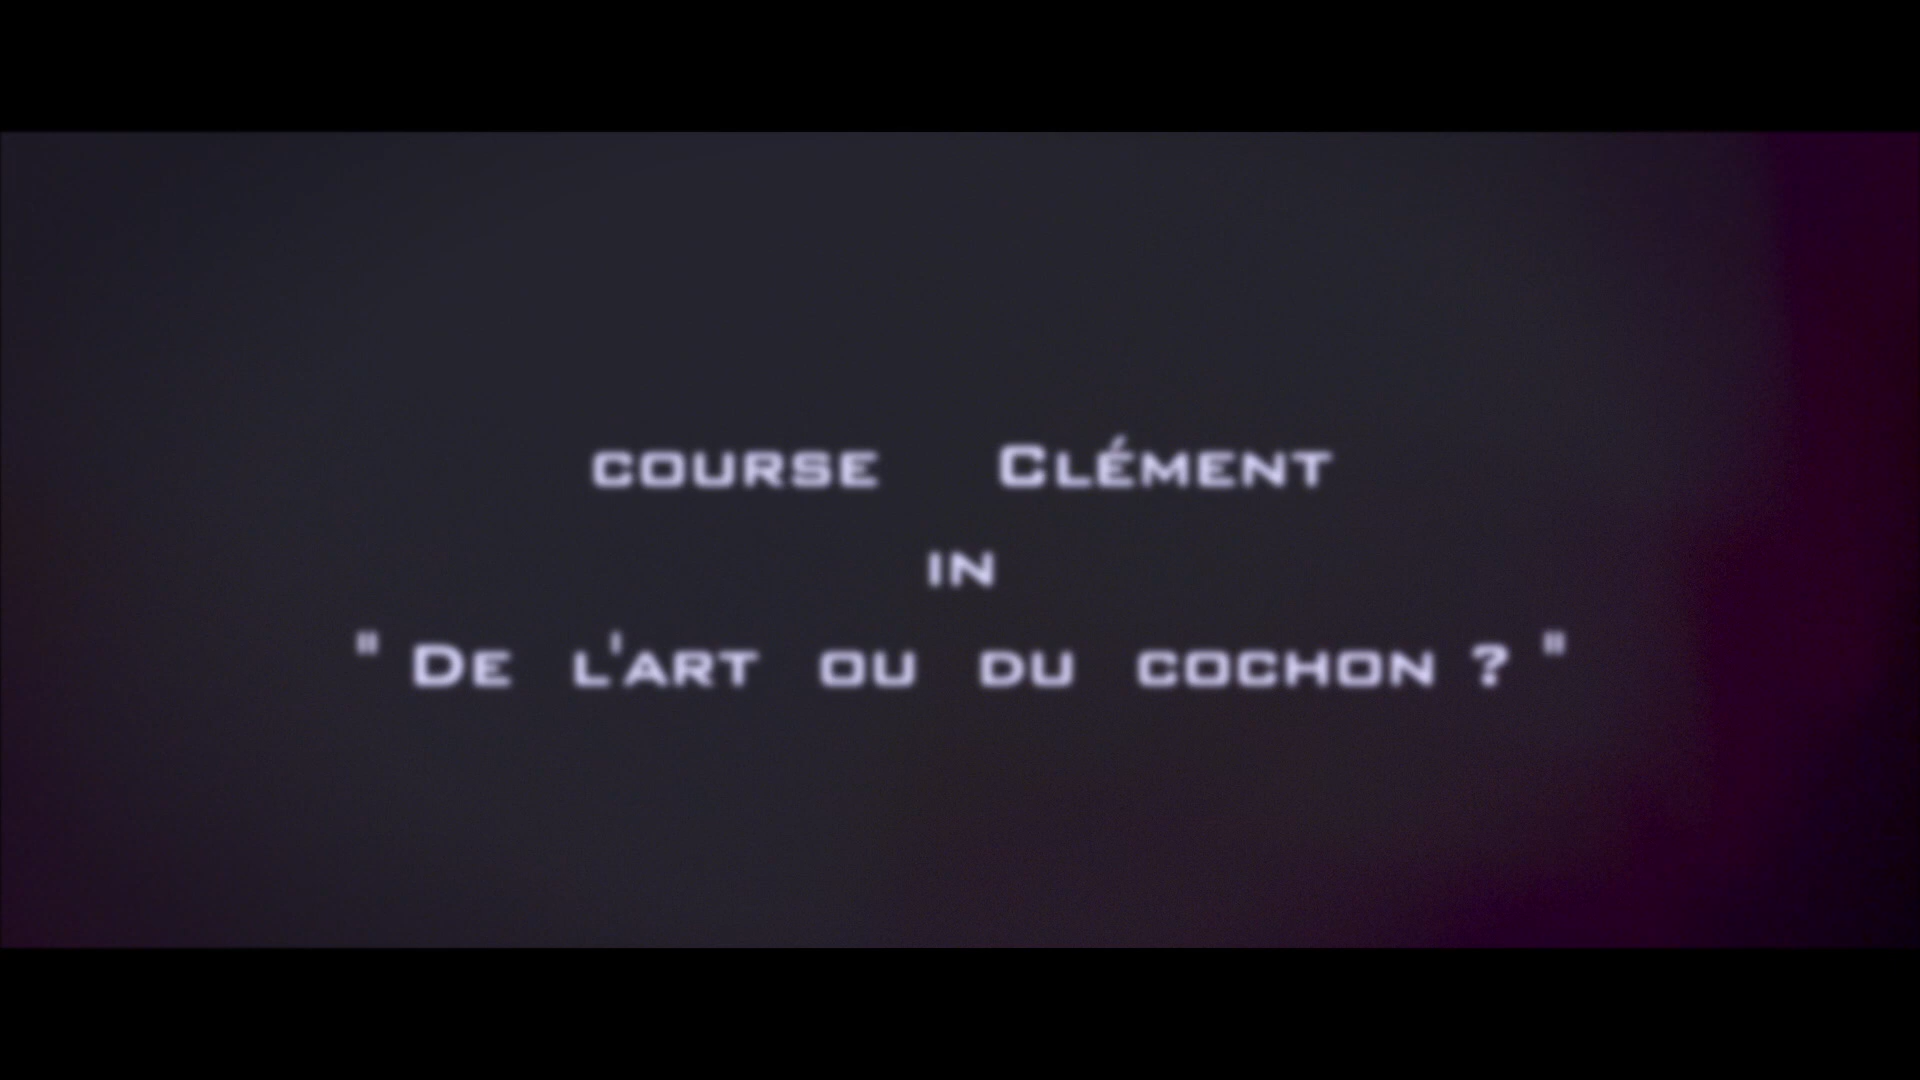 course Clément
in
" De l'art ou du cochon ? "